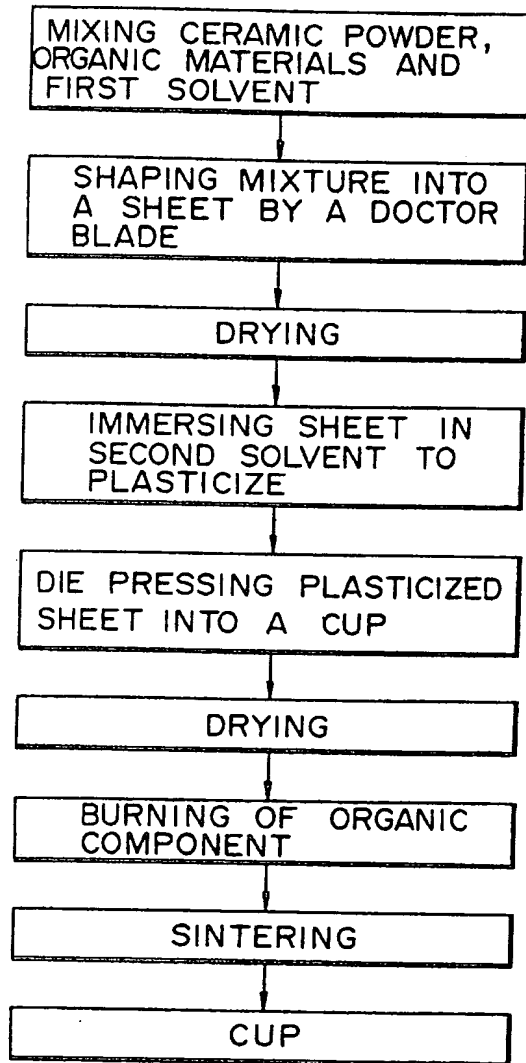 MIXING CERAMIC POWDER,
ORGANIC MATERIALS AND
FIRST SOLVENT
SHAPING MIXTURE INTO
A SHEET BY A DOCTOR
BLADE
DRYING
IMMERSING SHEET IN
SECOND SOLVENT TO
PLASTICIZE
DIE PRESSING PLASTICIZED
SHEET INTO A CUP
DRYING
BURNING OF ORGANIC
COMPONENT
SINTERING
CUP